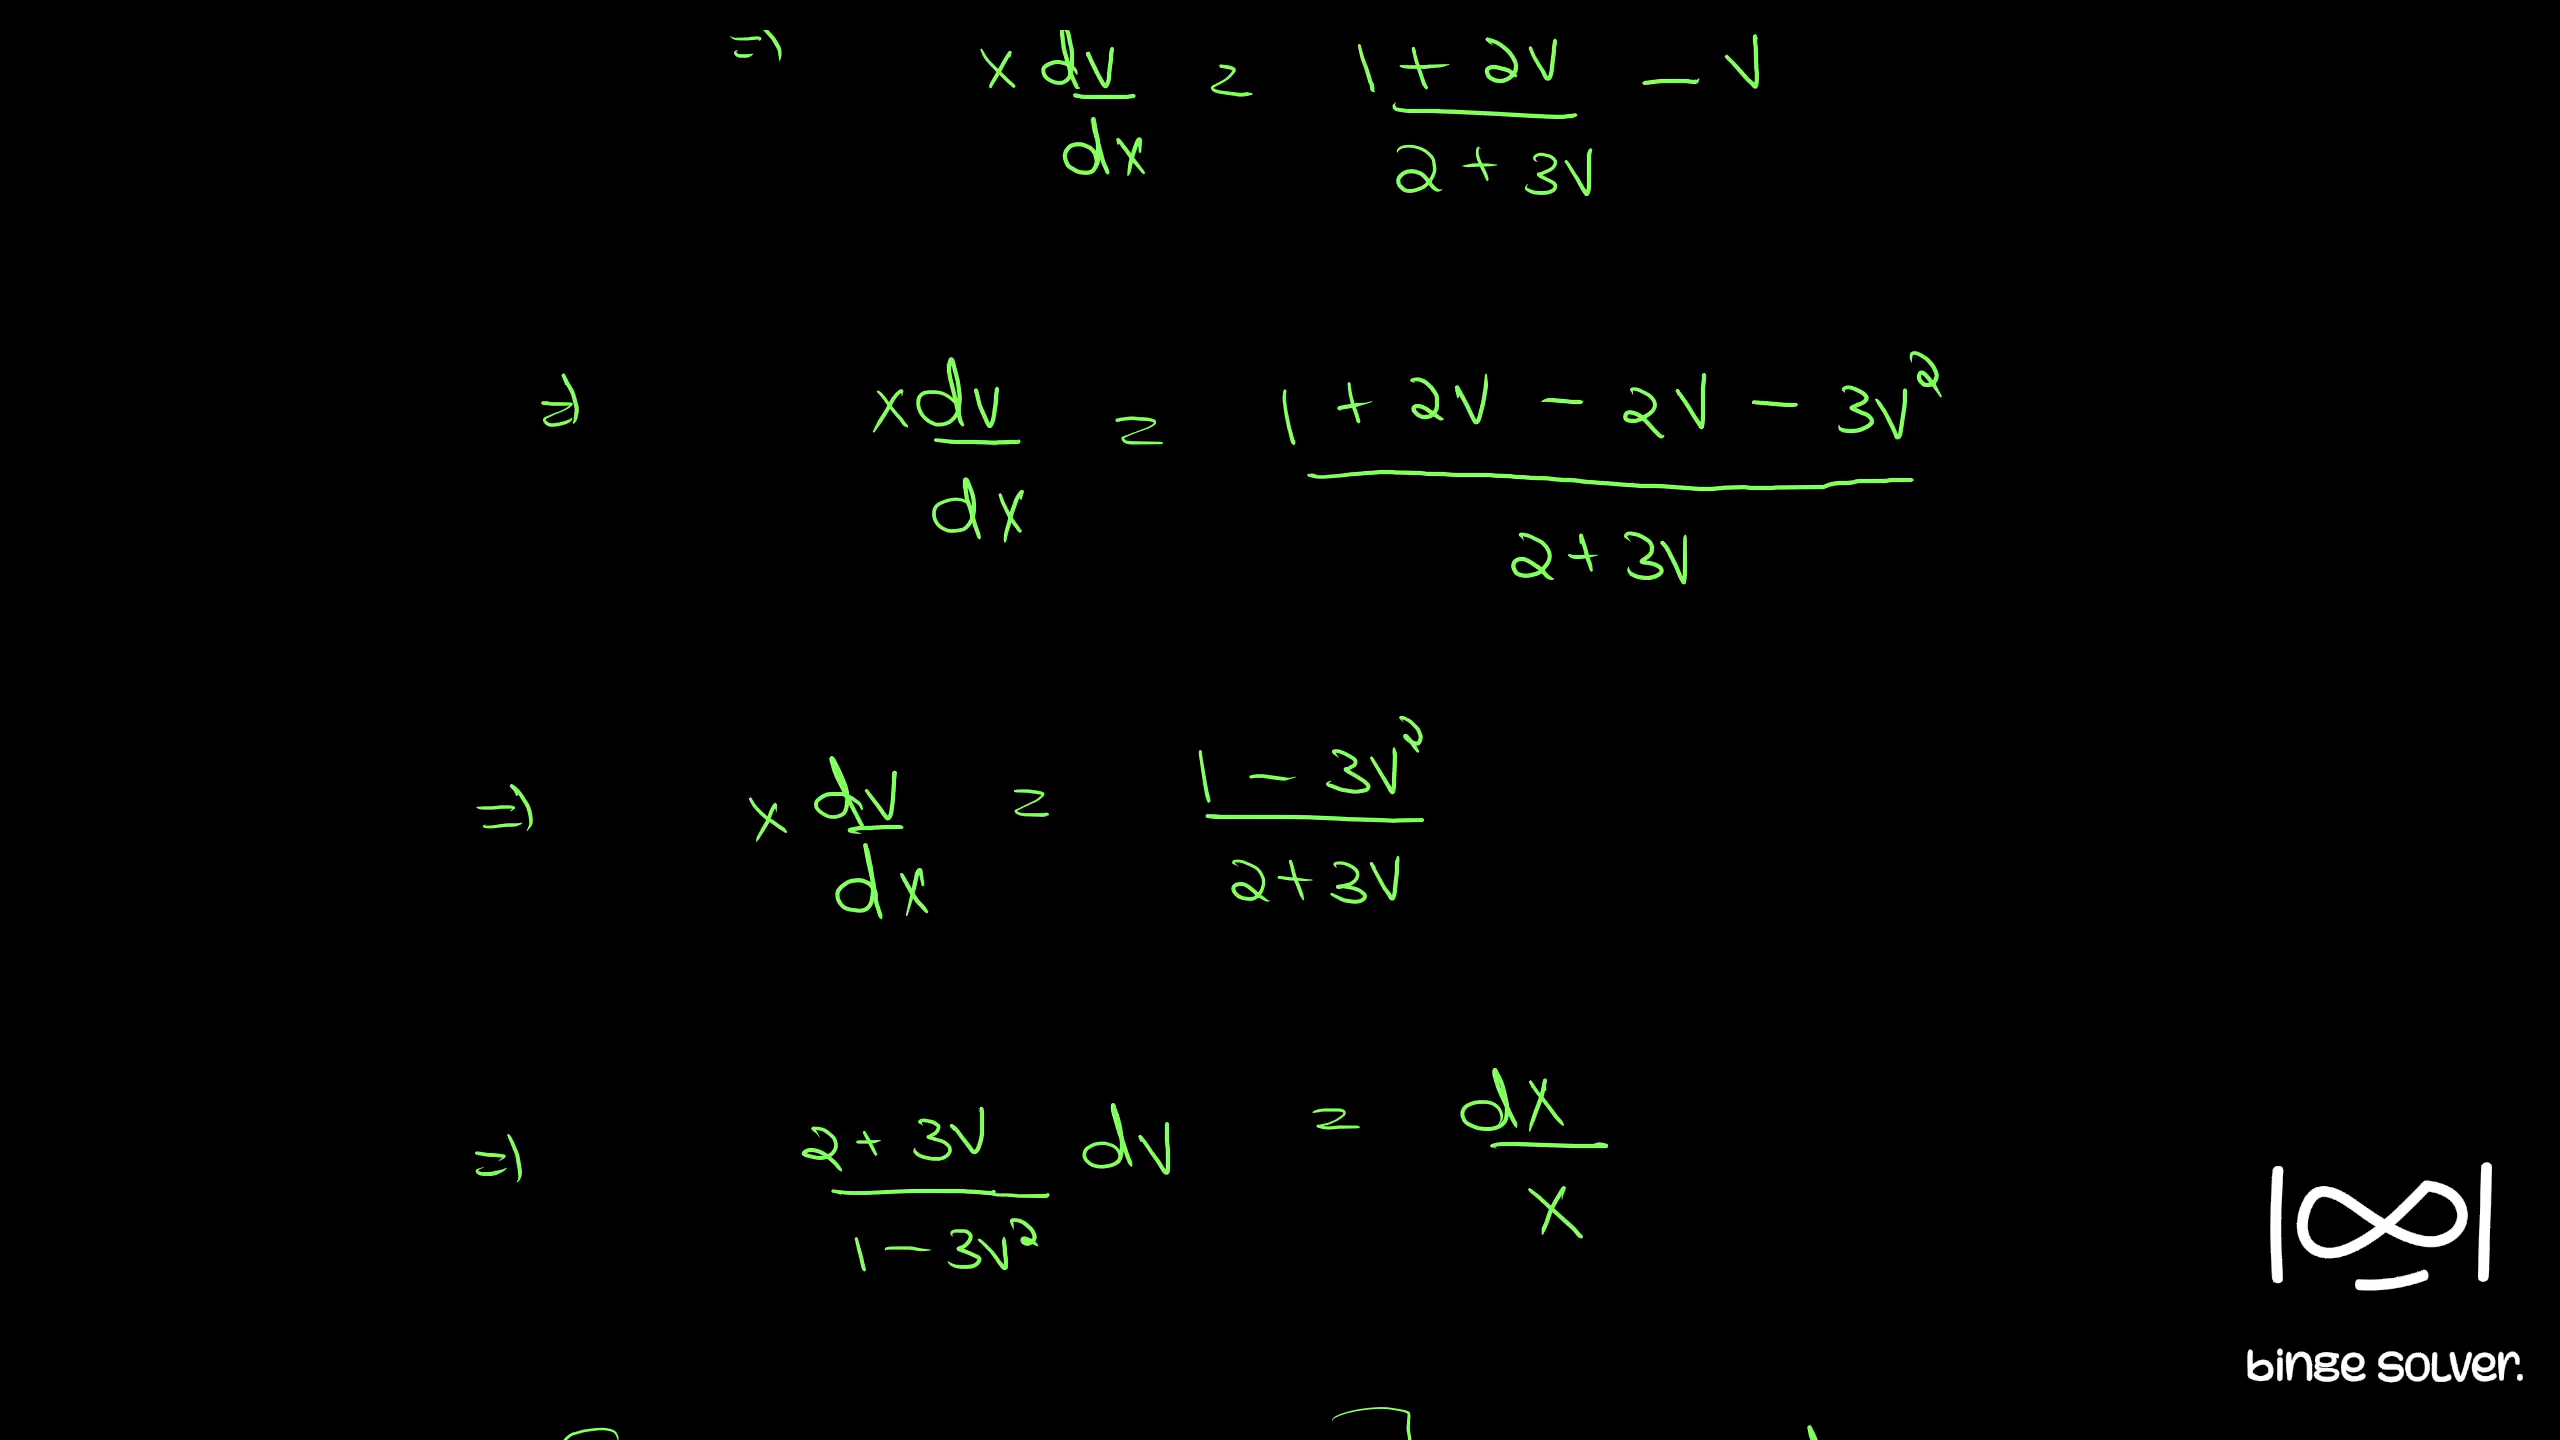 ⇒ x dv/dx = (1 + 2v)/(2 + 3v) − v
⇒ x dv/dx = (1 + 2v − 2v − 3v²)/(2 + 3v)
⇒ x dv/dx = (1 − 3v²)/(2 + 3v)
⇒ (2 + 3v)/(1 − 3v²) dv = dx/x
binge solver.